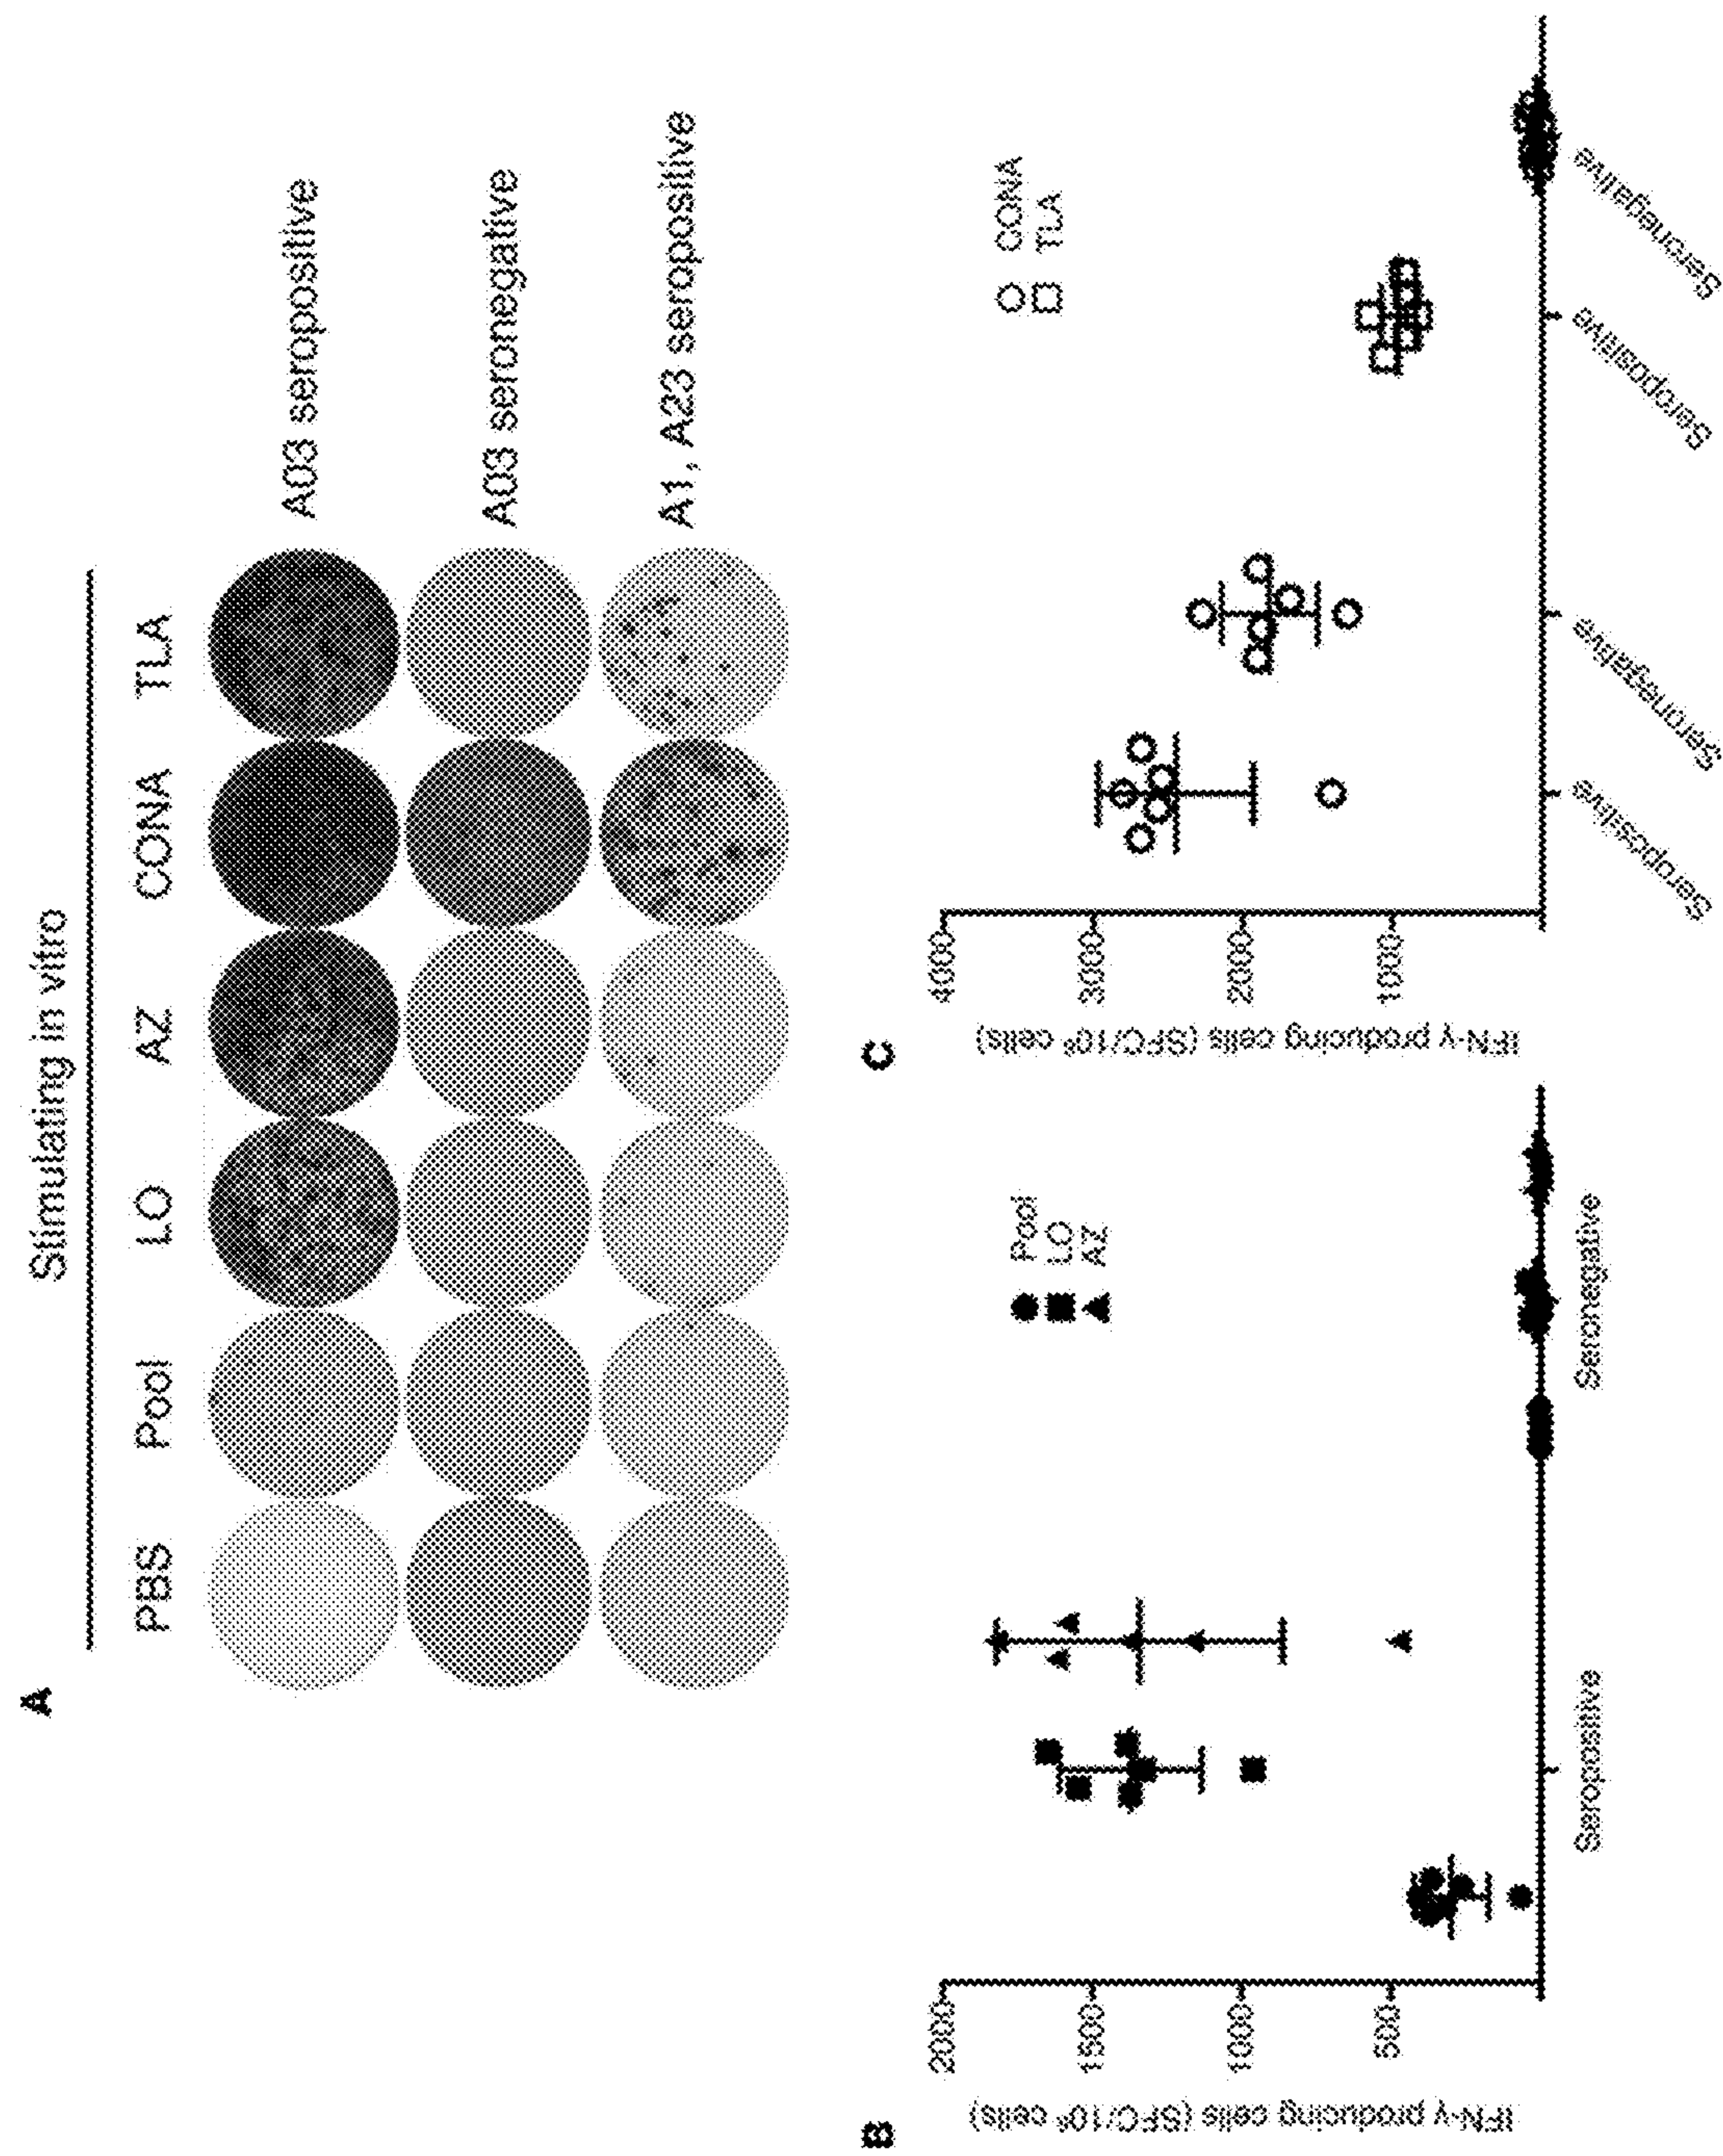 A
Stimulating in vitro
PBS Pool LO AZ CONA TLA
A03 seropositive
A03 seronegative
A1, A23 seropositive
B
IFN-γ producing cells (SFC/10⁶ cells)
2000
1500
1000
500
Pool
LO
AZ
Seropositive Seronegative
C
IFN-γ producing cells (SFC/10⁶ cells)
4000
3000
2000
1000
CONA
TLA
Seropositive Seronegative Seropositive Seronegative